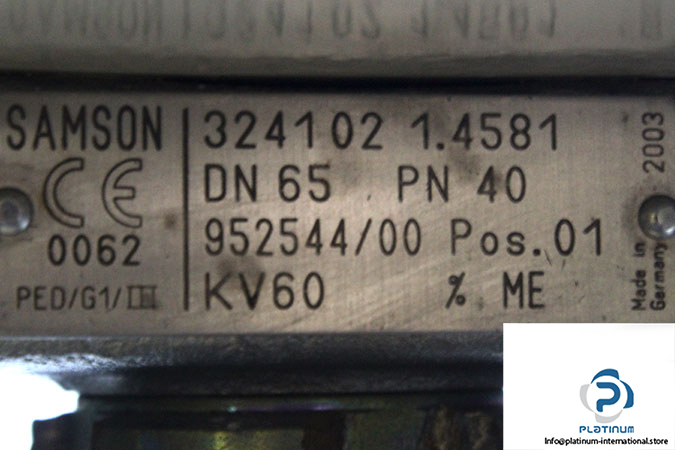 SAMSON
CE
0062
PED/G1/III
324102 1.4581
DN 65 PN 40
952544/00 Pos.01
KV60 % ME
Made in
Germany
2003
PLATINUM
Info@platinum-international.store